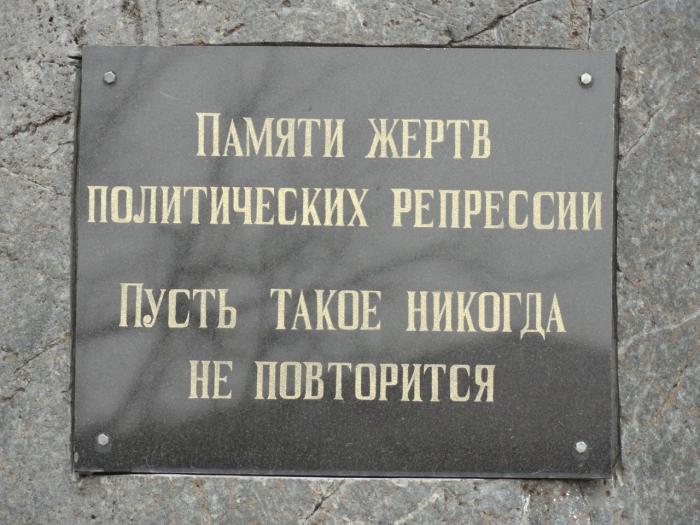 Памяти жертв
политических репрессии
Пусть такое никогда
не повторится